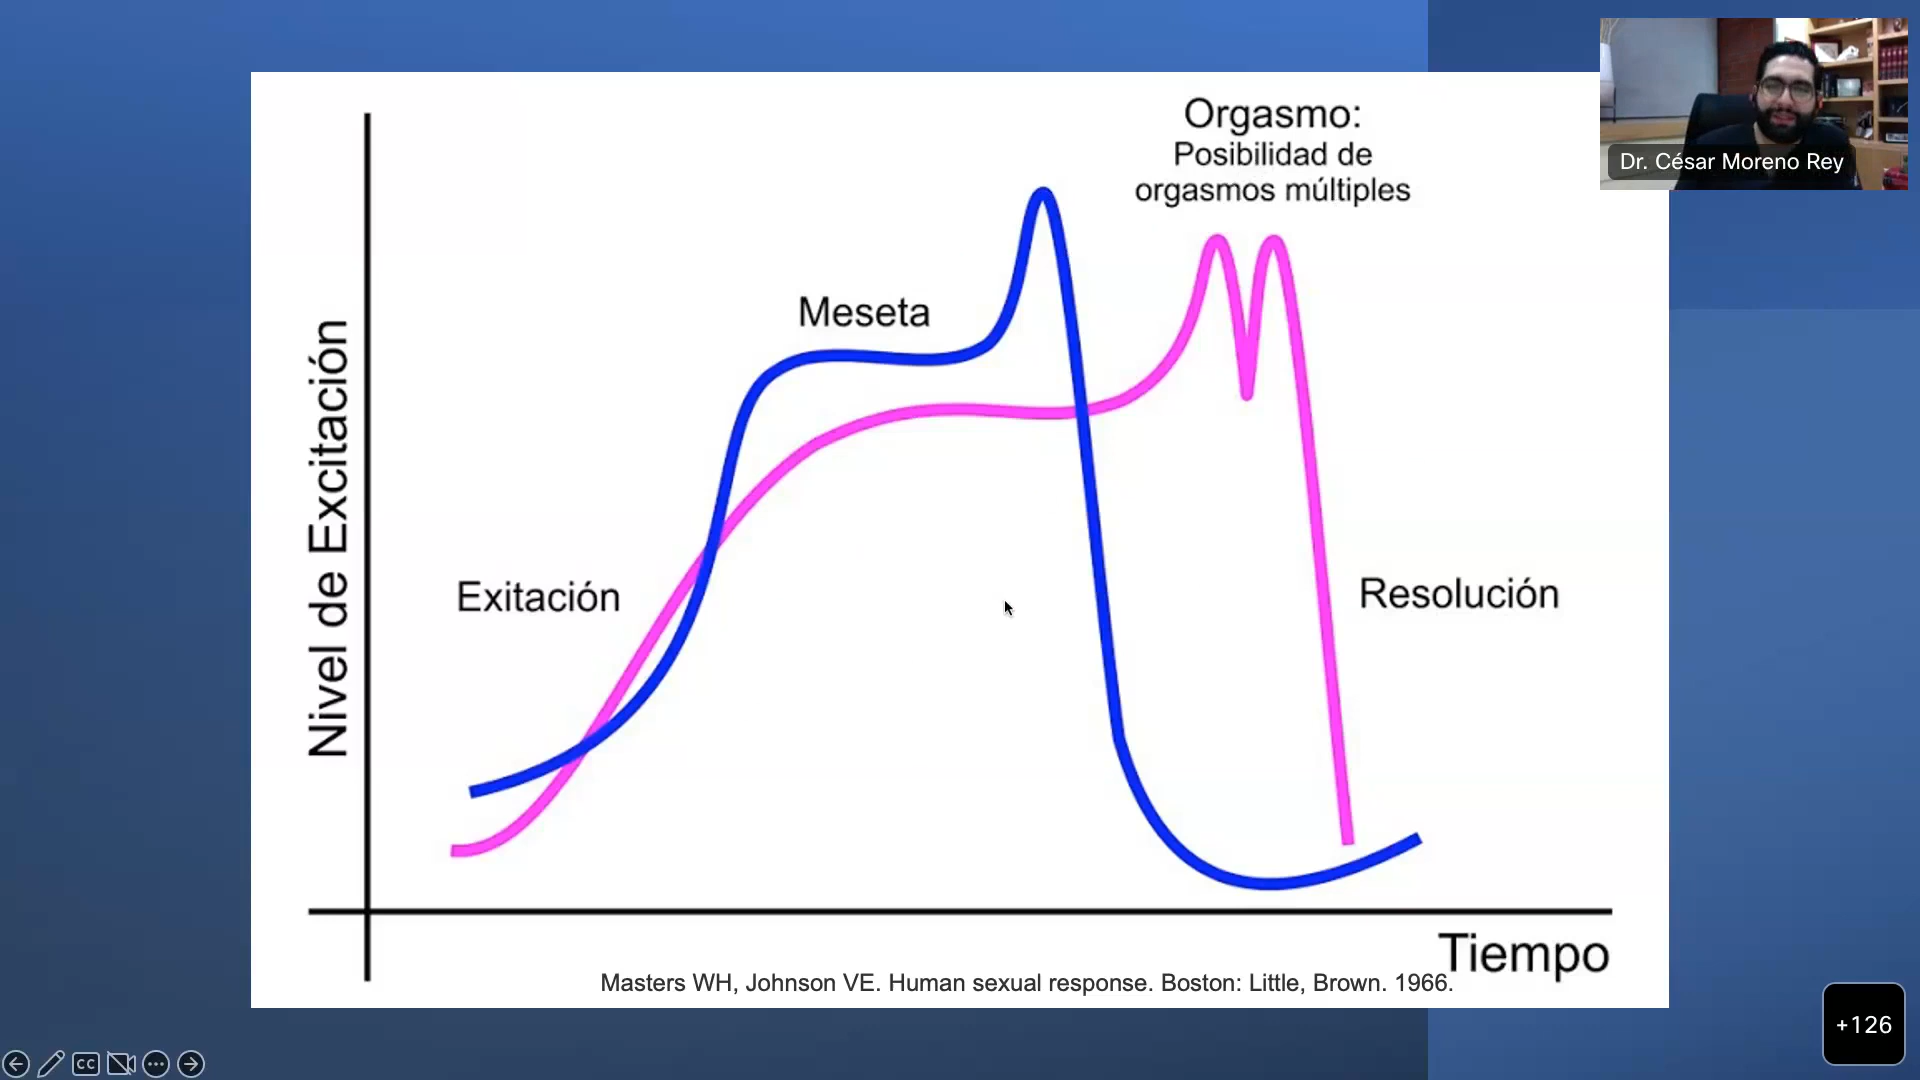 Orgasmo:
Posibilidad de
orgasmos múltiples
Dr. César Moreno Rey
Meseta
Nivel de Excitación
Exitación
Resolución
Tiempo
Masters WH, Johnson VE. Human sexual response. Boston: Little, Brown. 1966.
+126
CC